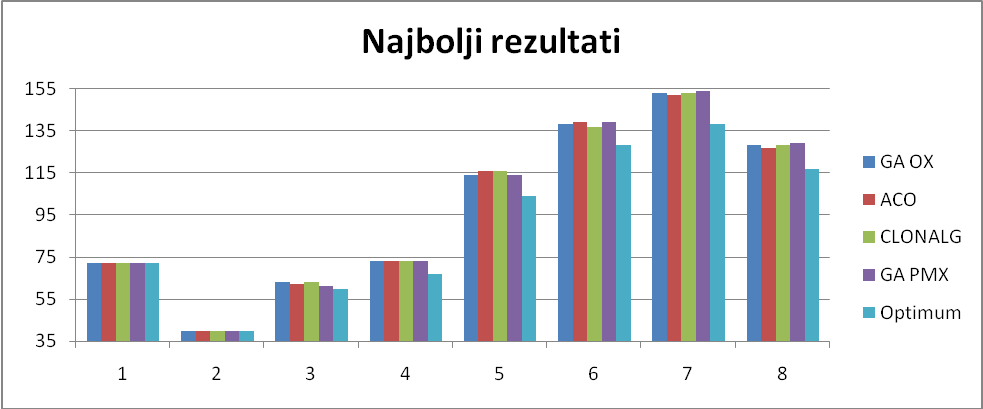 Najbolji rezultati
155
135
115
95
75
55
35
1 2 3 4 5 6 7 8
GA OX
ACO
CLONALG
GA PMX
Optimum